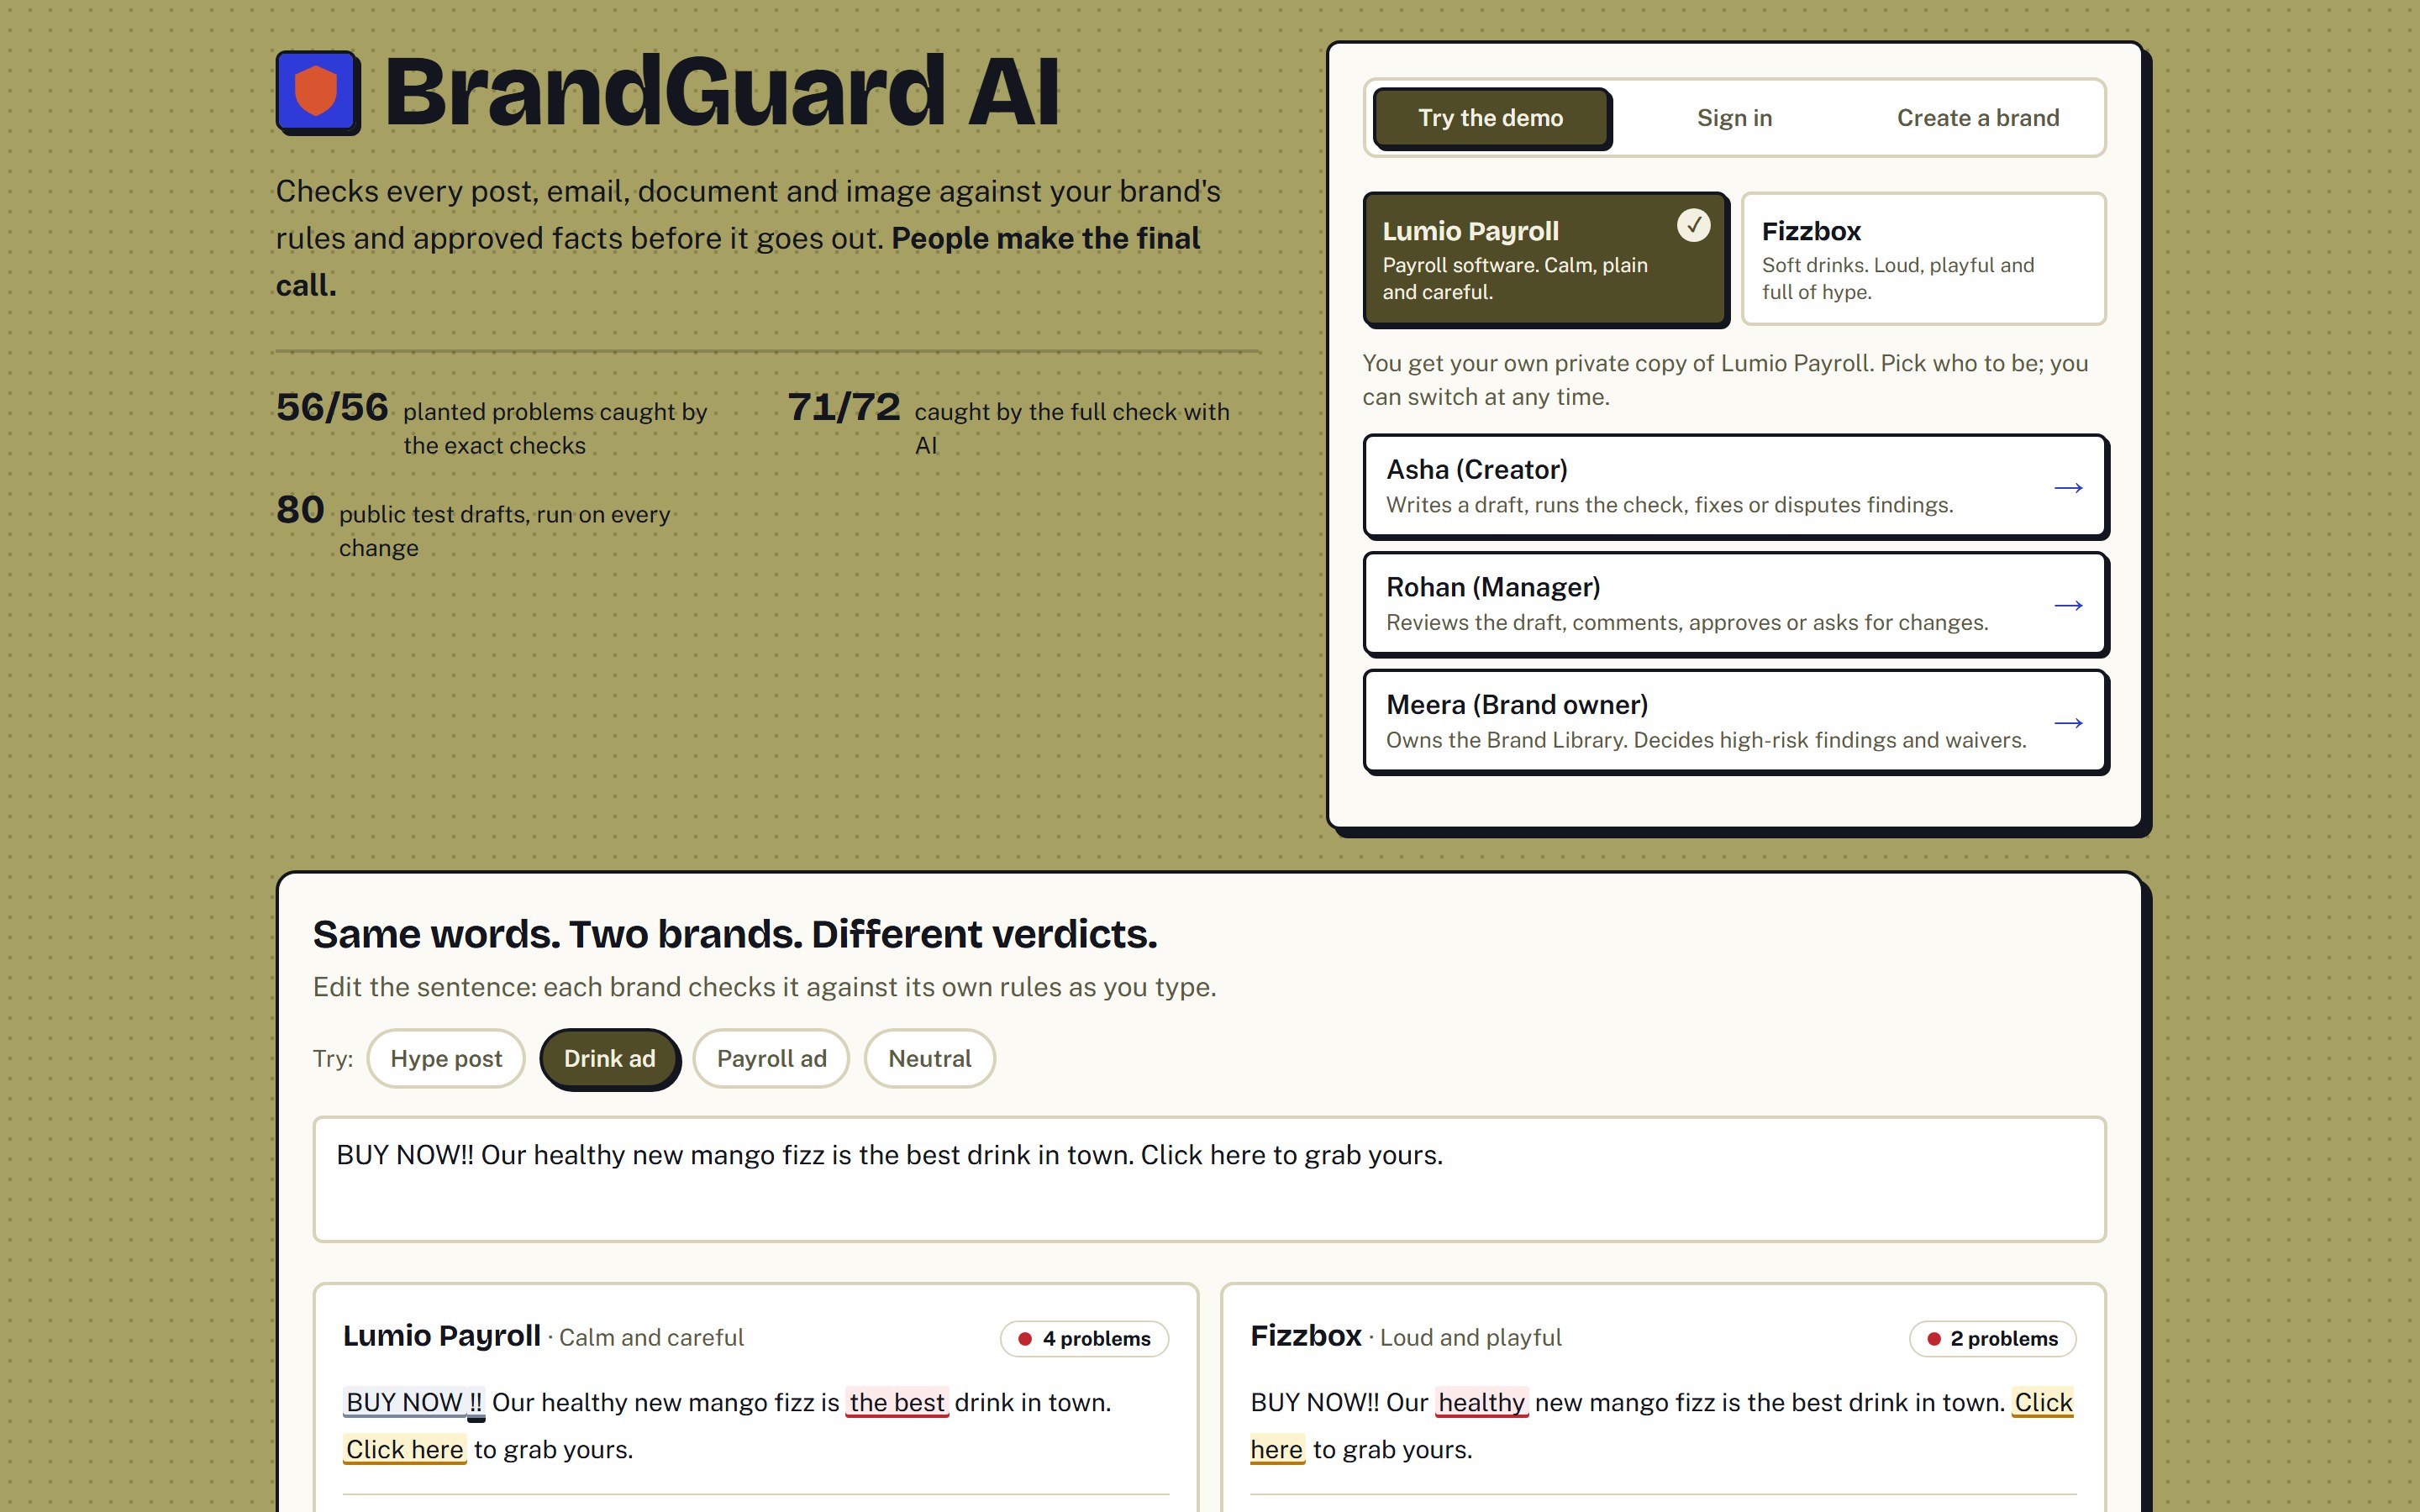 BrandGuard AI
Checks every post, email, document and image against your brand's
rules and approved facts before it goes out. People make the final
call.
56/56 planted problems caught by
the exact checks
71/72 caught by the full check with
AI
80 public test drafts, run on every
change
Try the demo
Sign in
Create a brand
Lumio Payroll
Payroll software. Calm, plain
and careful.
Fizzbox
Soft drinks. Loud, playful and
full of hype.
You get your own private copy of Lumio Payroll. Pick who to be; you
can switch at any time.
Asha (Creator)
Writes a draft, runs the check, fixes or disputes findings.
Rohan (Manager)
Reviews the draft, comments, approves or asks for changes.
Meera (Brand owner)
Owns the Brand Library. Decides high-risk findings and waivers.
Same words. Two brands. Different verdicts.
Edit the sentence: each brand checks it against its own rules as you type.
Try: Hype post Drink ad Payroll ad Neutral
BUY NOW!! Our healthy new mango fizz is the best drink in town. Click here to grab yours.
Lumio Payroll · Calm and careful
4 problems
BUY NOW!! Our healthy new mango fizz is the best drink in town.
Click here to grab yours.
Fizzbox · Loud and playful
2 problems
BUY NOW!! Our healthy new mango fizz is the best drink in town. Click
here to grab yours.